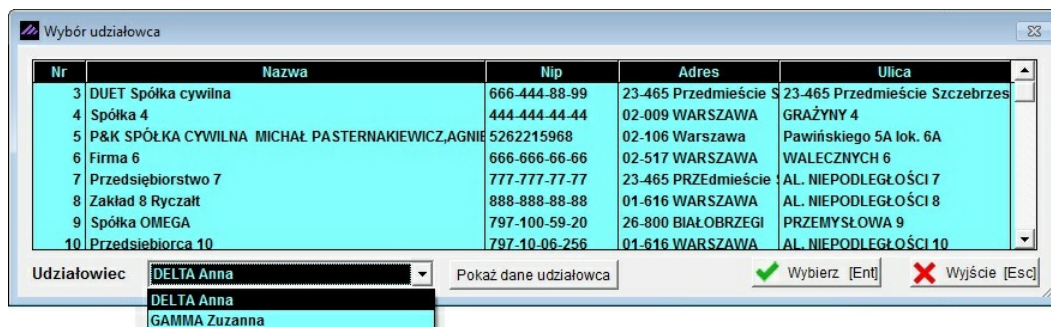 Wybór udziałowca
Nr Nazwa Nip Adres Ulica
3 DUET Spółka cywilna 666-444-88-99 23-465 Przedmieście S 23-465 Przedmieście Szczebrzes
4 Spółka 4 444-444-44-44 02-009 WARSZAWA GRAŻYNY 4
5 P&K SPÓŁKA CYWILNA MICHAŁ PASTERNAKIEWICZ,AGNIE 5262215968 02-106 Warszawa Pawińskiego 5A lok. 6A
6 Firma 6 666-666-66-66 02-517 WARSZAWA WALECZNYCH 6
7 Przedsiębiorstwo 7 777-777-77-77 23-465 PRZEdmieście AL. NIEPODLEGŁOŚCI 7
8 Zakład 8 Ryczałt 888-888-88-88 01-616 WARSZAWA AL. NIEPODLEGŁOŚCI 8
9 Spółka OMEGA 797-100-59-20 26-800 BIAŁOBRZEGI PRZEMYSŁOWA 9
10 Przedsiębiorca 10 797-10-06-256 01-616 WARSZAWA AL. NIEPODLEGŁOŚCI 10
Udziałowiec DELTA Anna Pokaż dane udziałowca Wybierz [Ent] Wyjście [Esc]
DELTA Anna
GAMMA Zuzanna